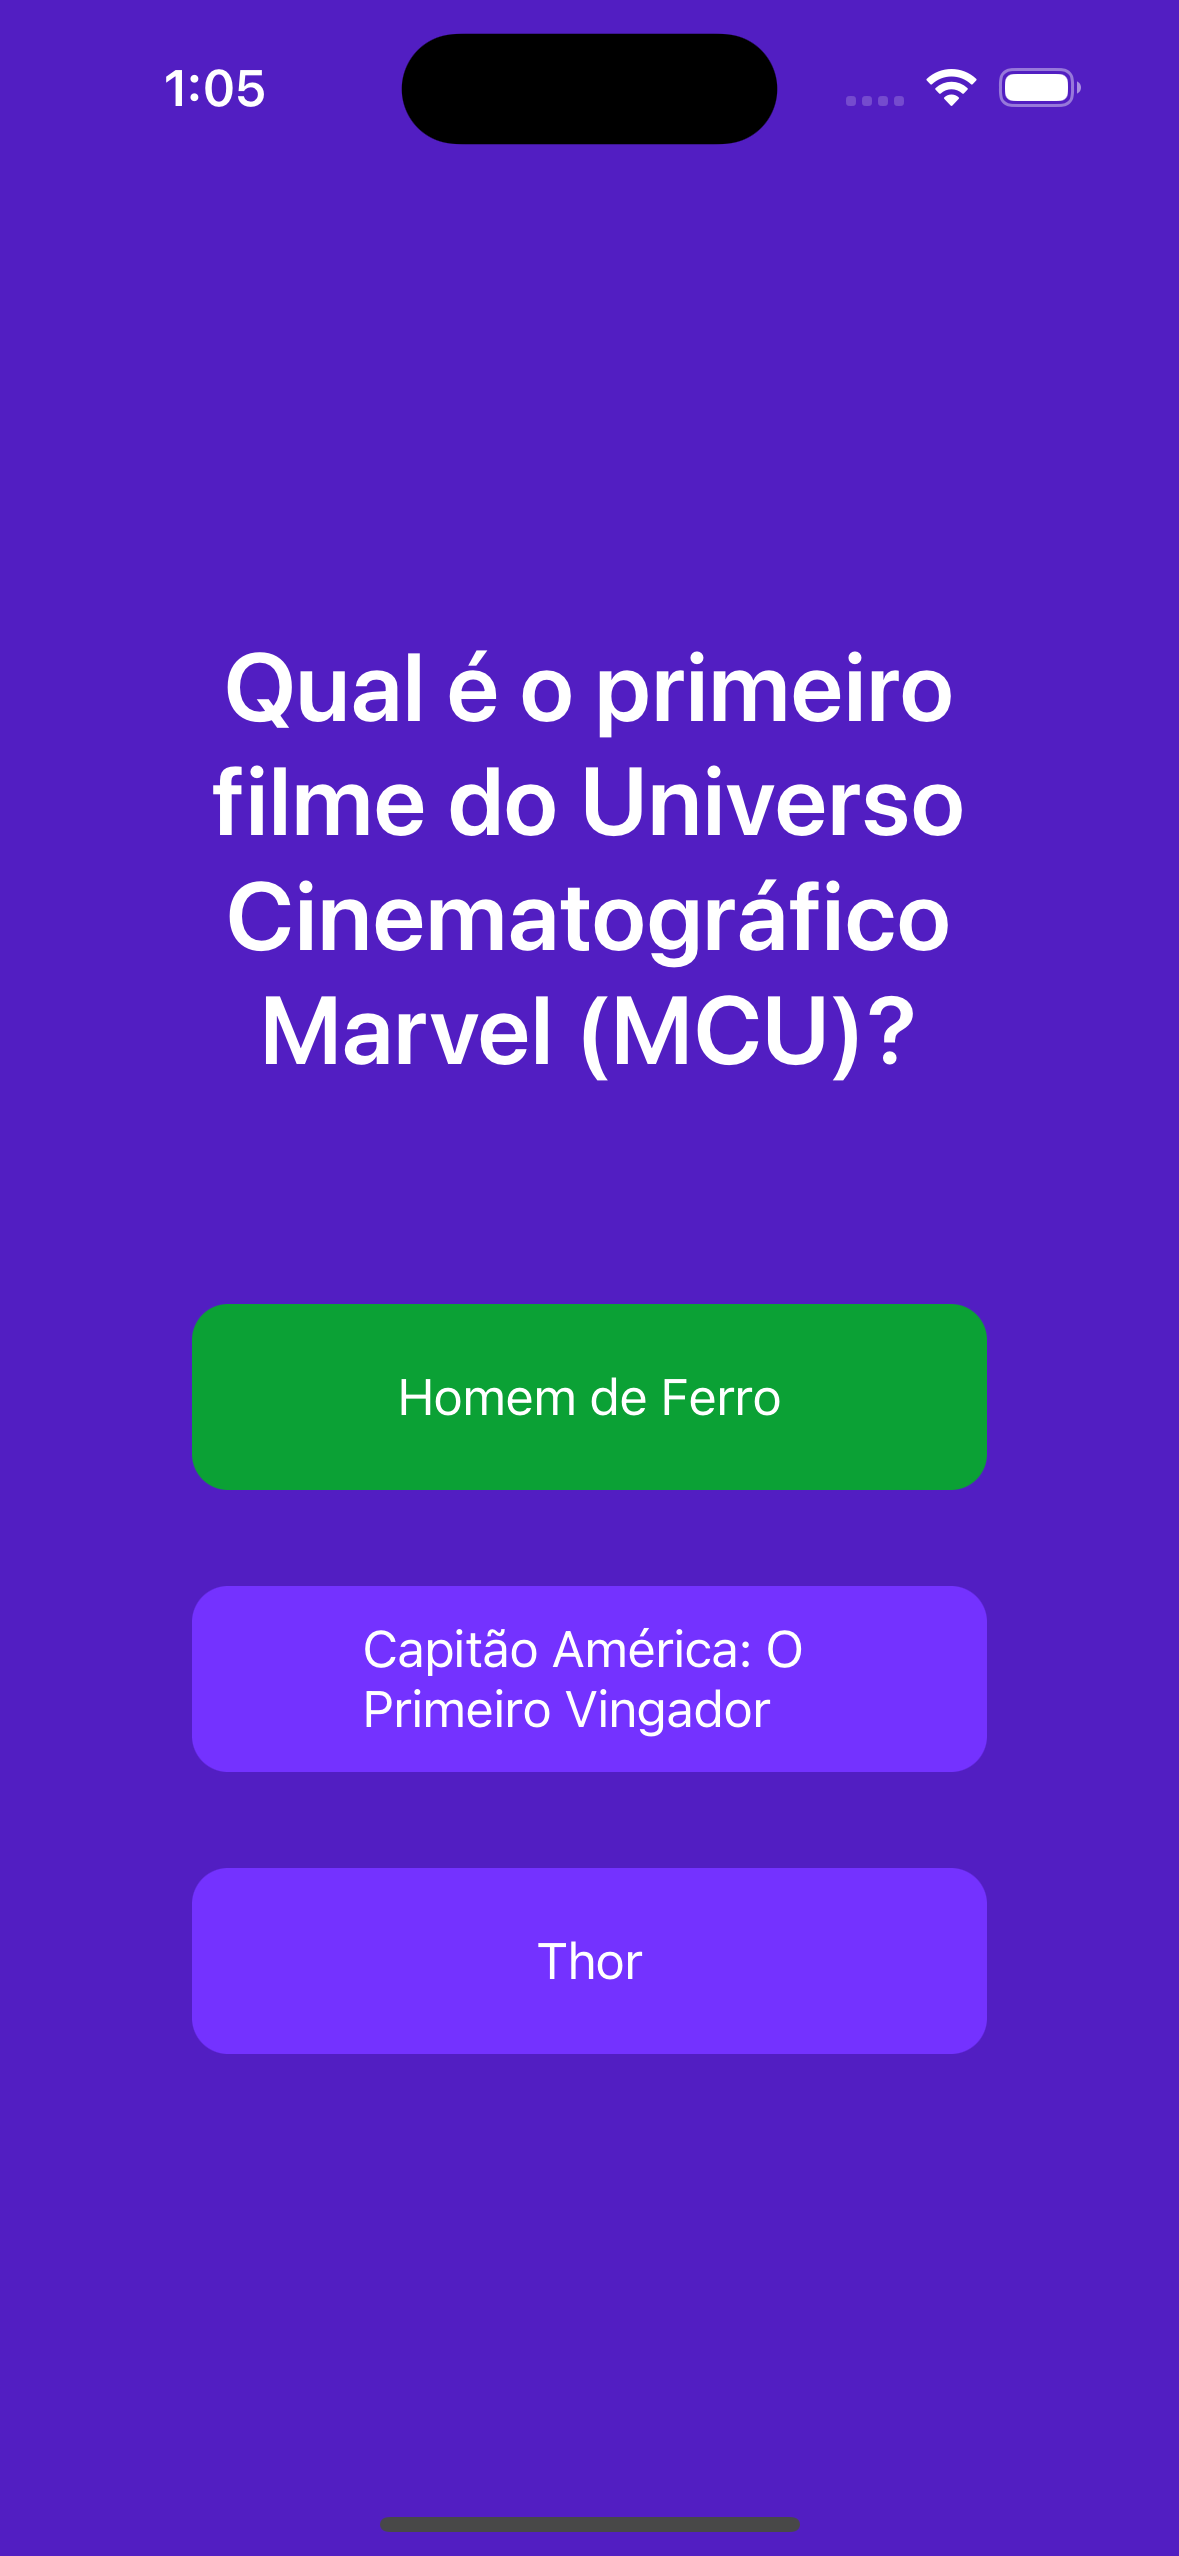 1:05
Qual é o primeiro
filme do Universo
Cinematográfico
Marvel (MCU)?
Homem de Ferro
Capitão América: O
Primeiro Vingador
Thor